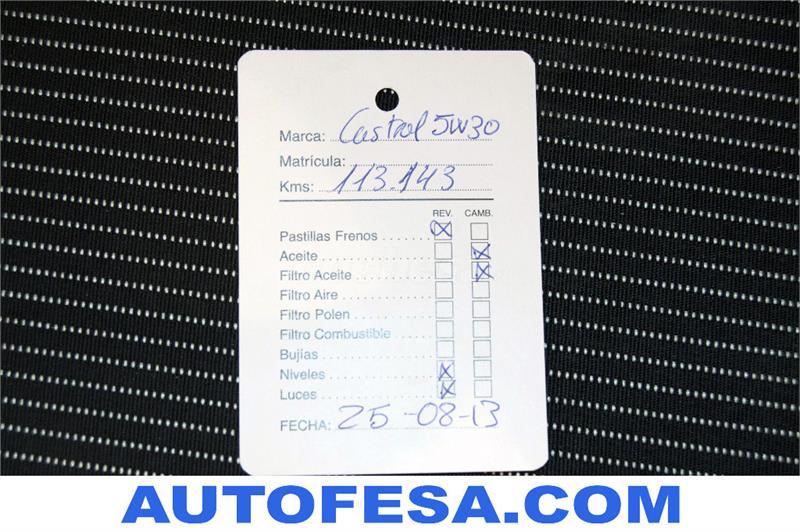 Marca: Castrol 5W30
Matrícula:
Kms: 113.143
REV. CAMB.
Pastillas Frenos
Aceite
Filtro Aceite
Filtro Aire
Filtro Polen
Filtro Combustible
Bujías
Niveles
Luces
FECHA: 25-08-13
AUTOFESA.COM